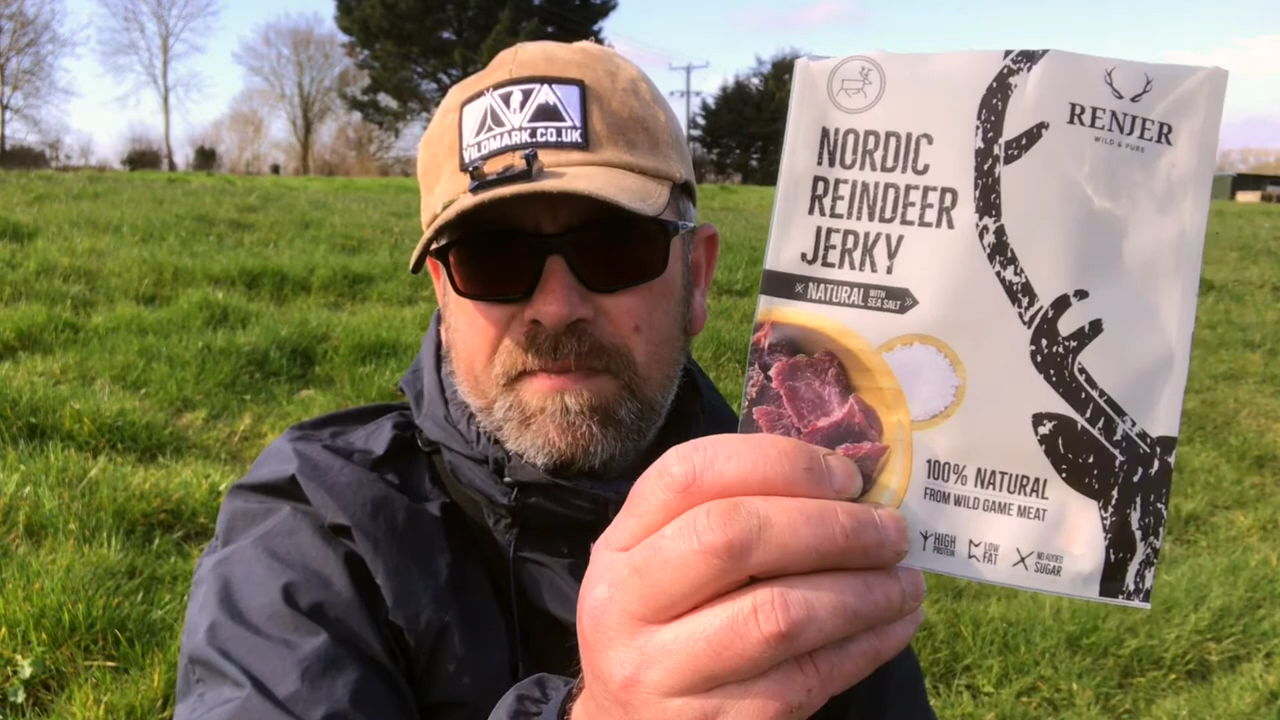 VILDMARK.CO.UK
RENJER
WILD & PURE
NORDIC
REINDEER
JERKY
NATURAL WITH SEA SALT
100% NATURAL
FROM WILD GAME MEAT
HIGH PROTEIN
LOW FAT
NO ADDED SUGAR